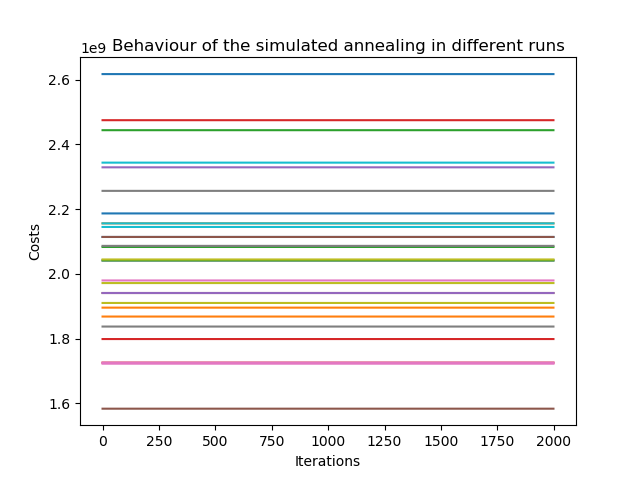 1e9 Behaviour of the simulated annealing in different runs
2.6
2.4
2.2
2.0
1.8
1.6
Costs
0 250 500 750 1000 1250 1500 1750 2000
Iterations